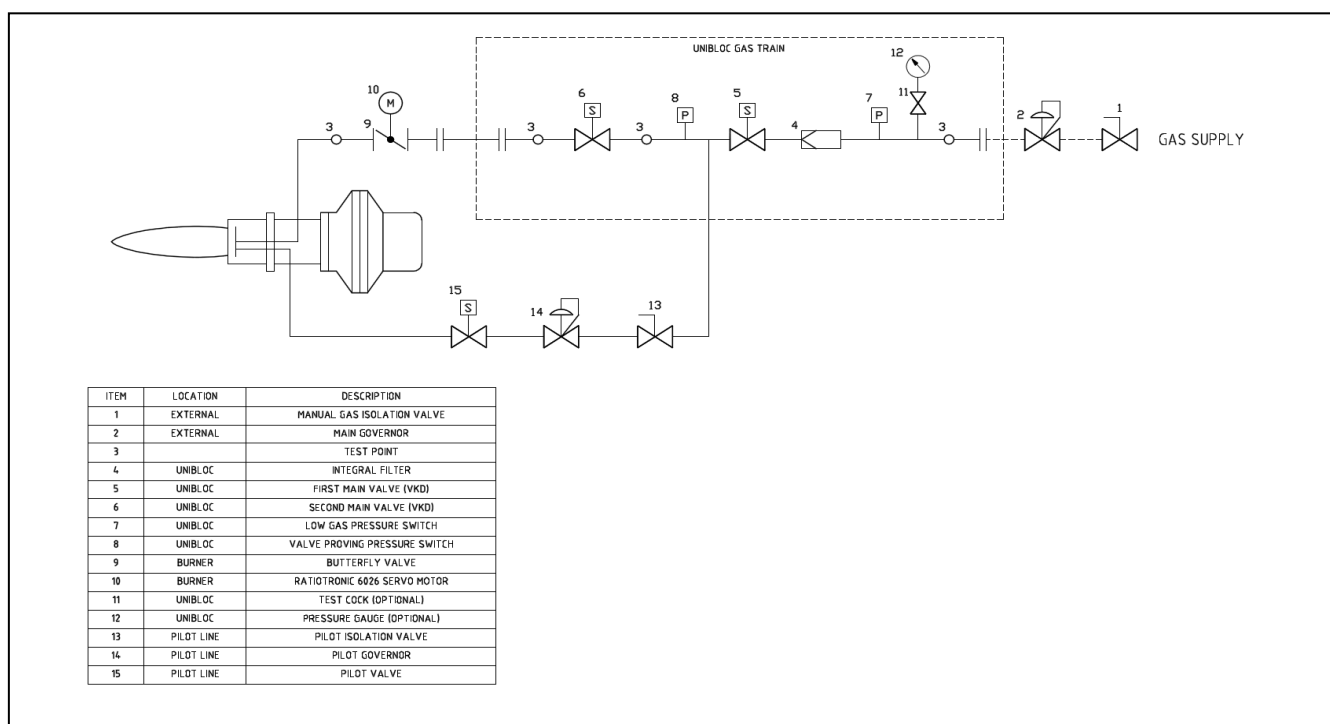 UNIBLOC GAS TRAIN
12
10
6
8
5
7
11
2
1
M
S
P
S
P
3
9
3
3
4
3
GAS SUPPLY
15
14
13
S
ITEM LOCATION DESCRIPTION
1 EXTERNAL MANUAL GAS ISOLATION VALVE
2 EXTERNAL MAIN GOVERNOR
3 TEST POINT
4 UNIBLOC INTEGRAL FILTER
5 UNIBLOC FIRST MAIN VALVE (VKD)
6 UNIBLOC SECOND MAIN VALVE (VKD)
7 UNIBLOC LOW GAS PRESSURE SWITCH
8 UNIBLOC VALVE PROVING PRESSURE SWITCH
9 BURNER BUTTERFLY VALVE
10 BURNER RATIOTRONIC 6026 SERVO MOTOR
11 UNIBLOC TEST COCK (OPTIONAL)
12 UNIBLOC PRESSURE GAUGE (OPTIONAL)
13 PILOT LINE PILOT ISOLATION VALVE
14 PILOT LINE PILOT GOVERNOR
15 PILOT LINE PILOT VALVE